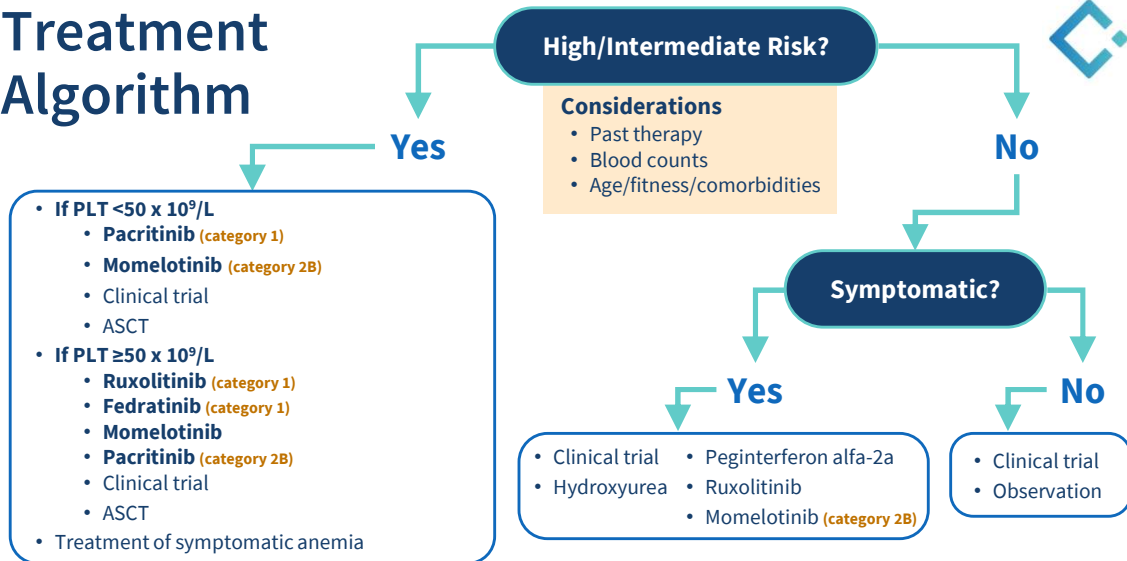 Treatment
Algorithm
High/Intermediate Risk?
Considerations
• Past therapy
• Blood counts
• Age/fitness/comorbidities
Yes
No
• If PLT <50 x 10⁹/L
• Pacritinib (category 1)
• Momelotinib (category 2B)
• Clinical trial
• ASCT
• If PLT ≥50 x 10⁹/L
• Ruxolitinib (category 1)
• Fedratinib (category 1)
• Momelotinib
• Pacritinib (category 2B)
• Clinical trial
• ASCT
• Treatment of symptomatic anemia
Symptomatic?
Yes
No
• Clinical trial
• Hydroxyurea
• Peginterferon alfa-2a
• Ruxolitinib
• Momelotinib (category 2B)
• Clinical trial
• Observation